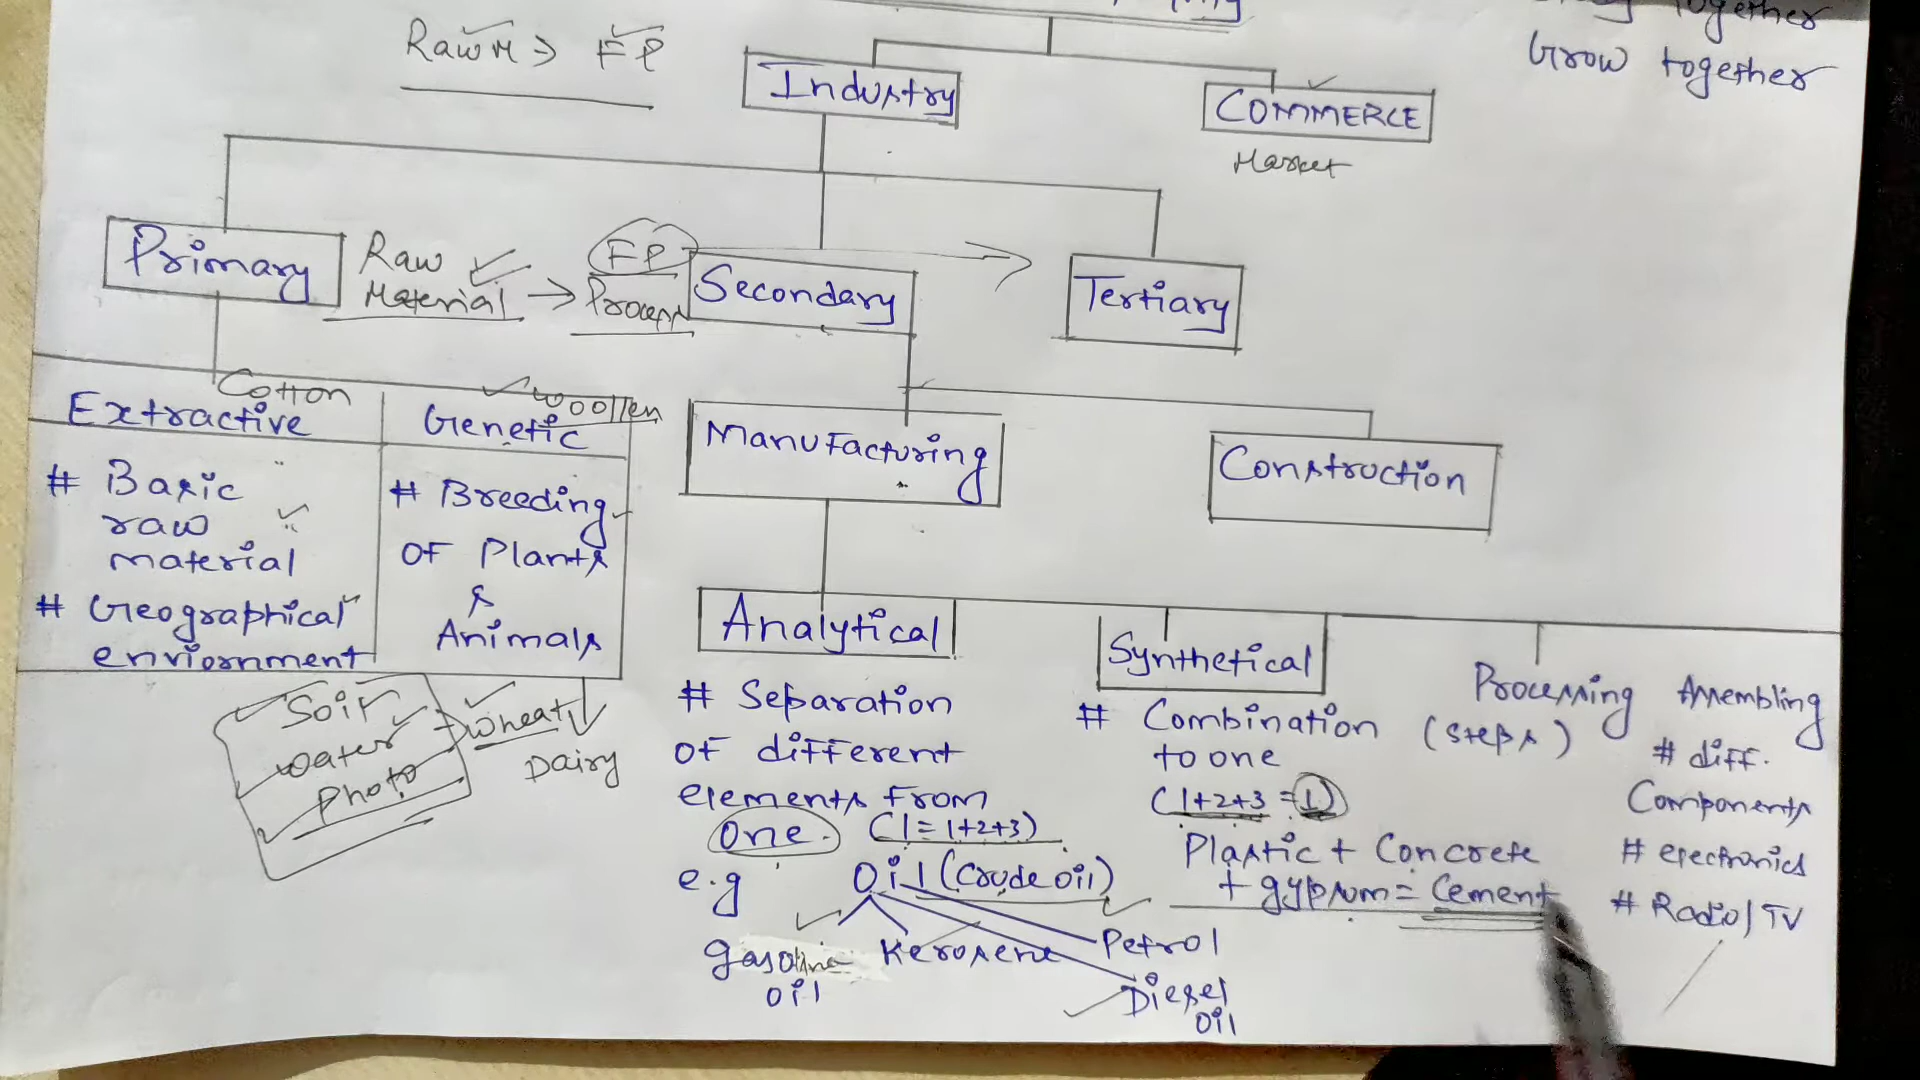 together
Grow together
Raw M => FP
Industry
COMMERCE
Market
Primary
Raw
Material
FP
Process
Secondary
Tertiary
Cotton
Woollen
Extractive
Genetic
Manufacturing
Construction
# Basic
raw
material
# Geographical
enviornment
# Breeding
of Plants
&
Animals
Soil
water
Photo
Wheat
Dairy
Analytical
Synthetical
Processing
(Steps)
Assembling
# Separation
of different
elements from
one. (1=1+2+3)
e.g Oil (Crude oil)
Gasoline
oil
Kerosene
Petrol
Diesel
oil
# Combination
to one
(1+2+3=1)
Plastic + Concrete
+ gypsum = Cement
# diff.
Components
# electronics
# Radio/TV